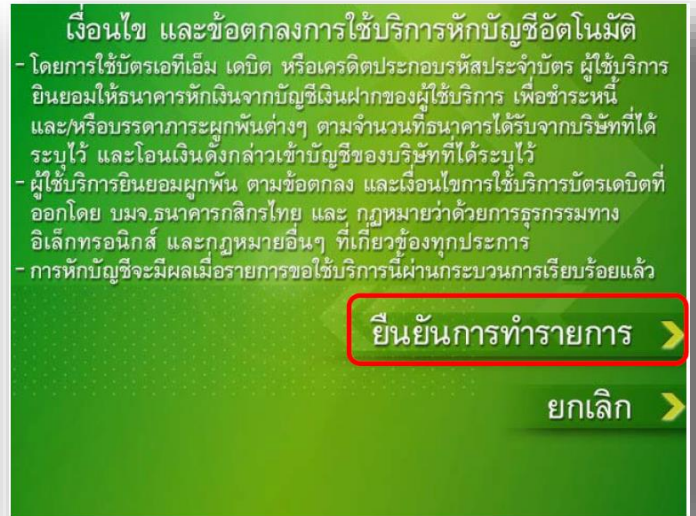 เงื่อนไข และข้อตกลงการใช้บริการหักบัญชีอัตโนมัติ
- โดยการใช้บัตรเอทีเอ็ม เดบิต หรือเครดิตประกอบรหัสประจำบัตร ผู้ใช้บริการ
ยินยอมให้ธนาคารหักเงินจากบัญชีเงินฝากของผู้ใช้บริการ เพื่อชำระหนี้
และ/หรือบรรดาภาระผูกพันต่างๆ ตามจำนวนที่ธนาคารได้รับจากบริษัทที่ได้
ระบุไว้ และโอนเงินดังกล่าวเข้าบัญชีของบริษัทที่ได้ระบุไว้
- ผู้ใช้บริการยินยอมผูกพัน ตามข้อตกลง และเงื่อนไขการใช้บริการบัตรเดบิตที่
ออกโดย บมจ.ธนาคารกสิกรไทย และ กฎหมายว่าด้วยการธุรกรรมทาง
อิเล็กทรอนิกส์ และกฎหมายอื่นๆ ที่เกี่ยวข้องทุกประการ
- การหักบัญชีจะมีผลเมื่อรายการขอใช้บริการนี้ผ่านกระบวนการเรียบร้อยแล้ว
ยืนยันการทำรายการ
ยกเลิก